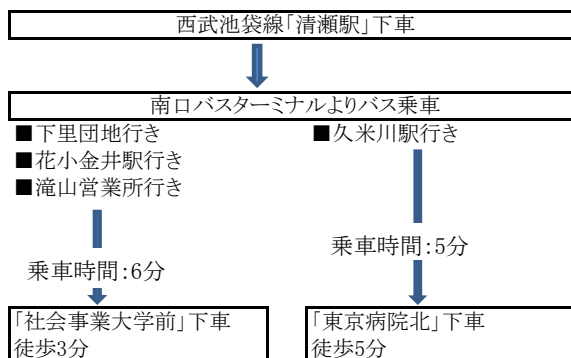 西武池袋線「清瀬駅」下車
南口バスターミナルよりバス乗車
■下里団地行き
■花小金井駅行き
■滝山営業所行き
乗車時間:6分
「社会事業大学前」下車
徒歩3分
■久米川駅行き
乗車時間:5分
「東京病院北」下車
徒歩5分